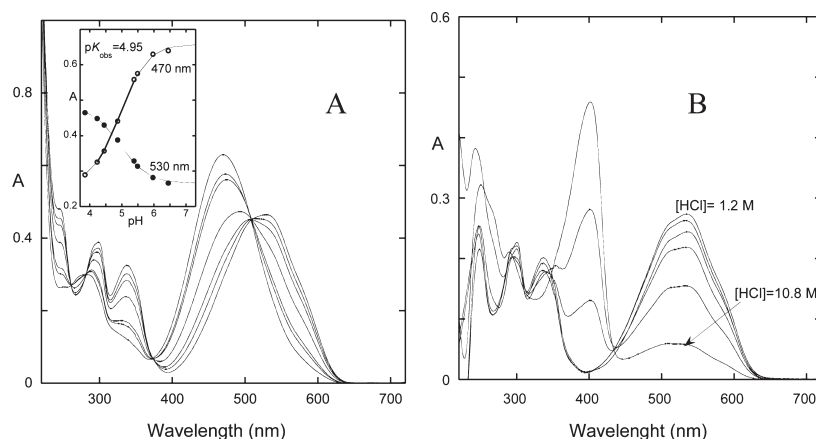 0.8
0.4
0
A
300
400
500
600
700
Wavelength (nm)
A
pKobs=4.95
0.6
0.4
0.2
A
470 nm
530 nm
4
5
6
7
pH
0.6
0.3
0
A
300
400
500
600
700
Wavelenght (nm)
B
[HCl]= 1.2 M
[HCl]=10.8 M